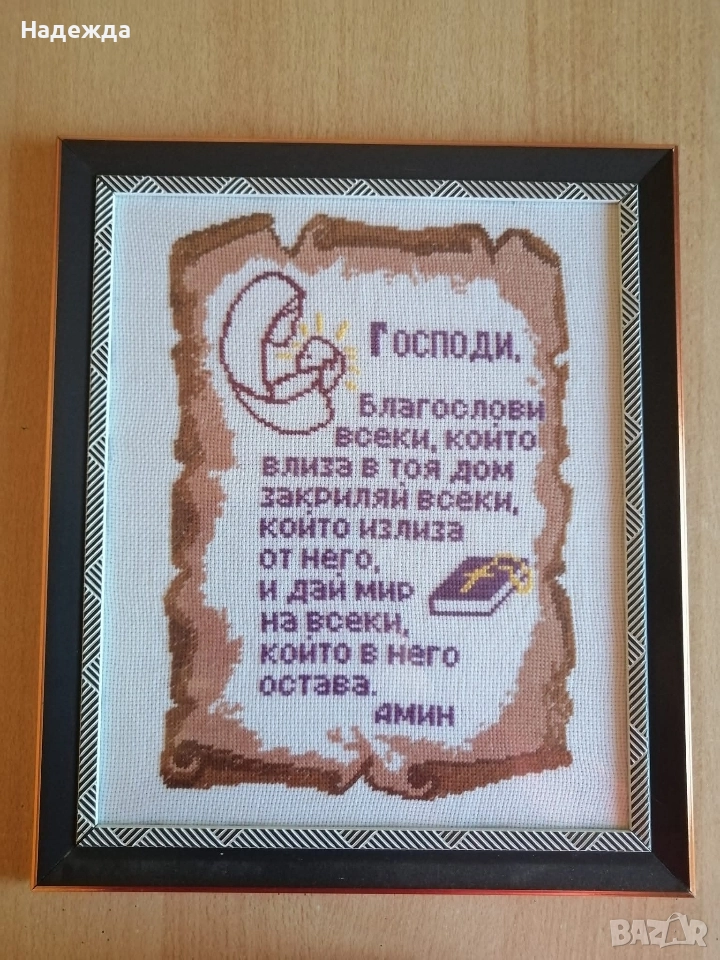 Надежда
Господи,
Благослови
всеки, който
влиза в тоя дом
закриляй всеки,
който излиза
от него,
и дай мир
на всеки,
който в него
остава.
АМИН
BAZAR